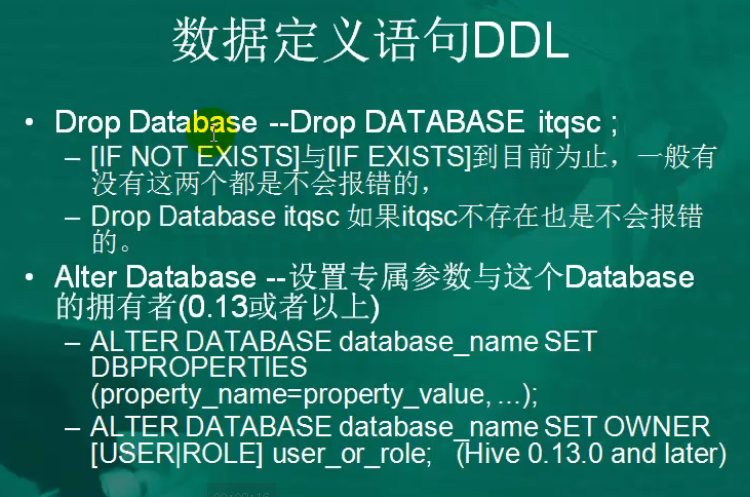 数据定义语句DDL
• Drop Database --Drop DATABASE itqsc ;
– [IF NOT EXISTS]与[IF EXISTS]到目前为止，一般有
没有这两个都是不会报错的，
– Drop Database itqsc 如果itqsc不存在也是不会报错
的。
• Alter Database --设置专属参数与这个Database
的拥有者(0.13或者以上)
– ALTER DATABASE database_name SET
DBPROPERTIES
(property_name=property_value, ...);
– ALTER DATABASE database_name SET OWNER
[USER|ROLE] user_or_role; (Hive 0.13.0 and later)